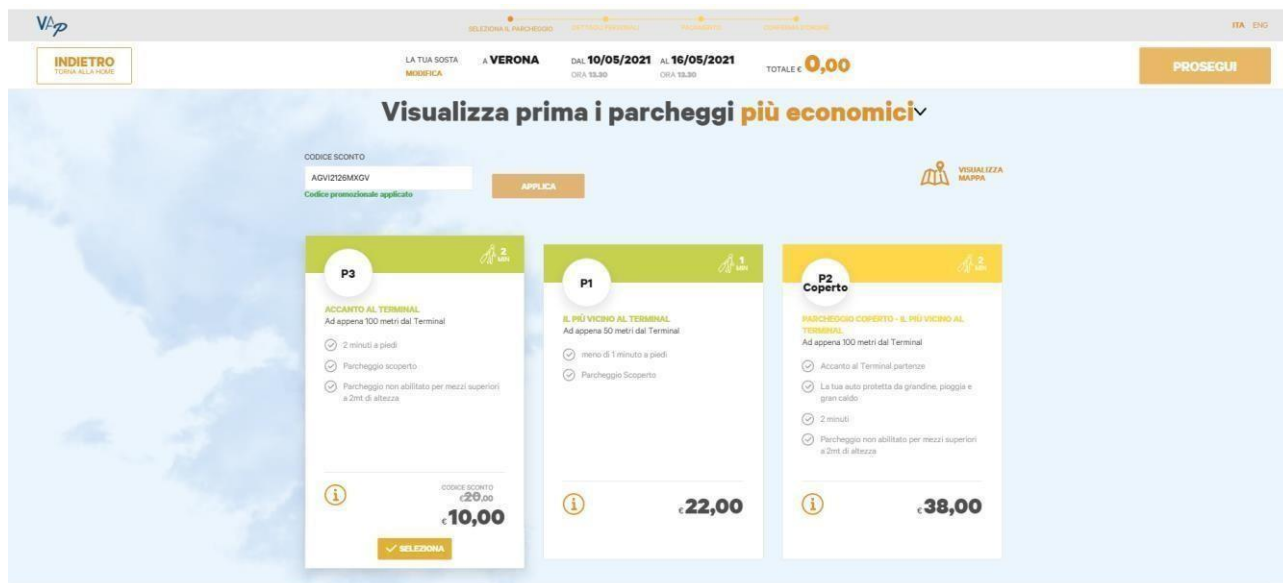 VAP
SELEZIONA IL PARCHEGGIO DETTAGLI PERSONALI PAGAMENTO
ITA ENG
INDIETRO
TORNA ALLA HOME
LA TUA SOSTA
MODIFICA
A VERONA
DAL 10/05/2021
ORA 13.30
AL 16/05/2021
ORA 13.30
TOTALE € 0,00
PROSEGUI
Visualizza prima i parcheggi più economici
CODICE SCONTO
AGVI2126MXGV
Codice promozionale applicato
APPLICA
VISUALIZZA
MAPPA
2
MIN
P3
ACCANTO AL TERMINAL
Ad appena 100 metri dal Terminal
2 minuti a piedi
Parcheggio scoperto
Parcheggio non abilitato per mezzi superiori
a 2mt di altezza
CODICE SCONTO
€20,00
€10,00
SELEZIONA
1
MIN
P1
IL PIÙ VICINO AL TERMINAL
Ad appena 50 metri dal Terminal
meno di 1 minuto a piedi
Parcheggio Scoperto
€22,00
2
MIN
P2
Coperto
PARCHEGGIO COPERTO - IL PIÙ VICINO AL
TERMINAL
Ad appena 100 metri dal Terminal
Accanto al Terminal partenze
La tua auto protetta da grandine, pioggia e
gran caldo
2 minuti
Parcheggio non abilitato per mezzi superiori
a 2mt di altezza
€38,00